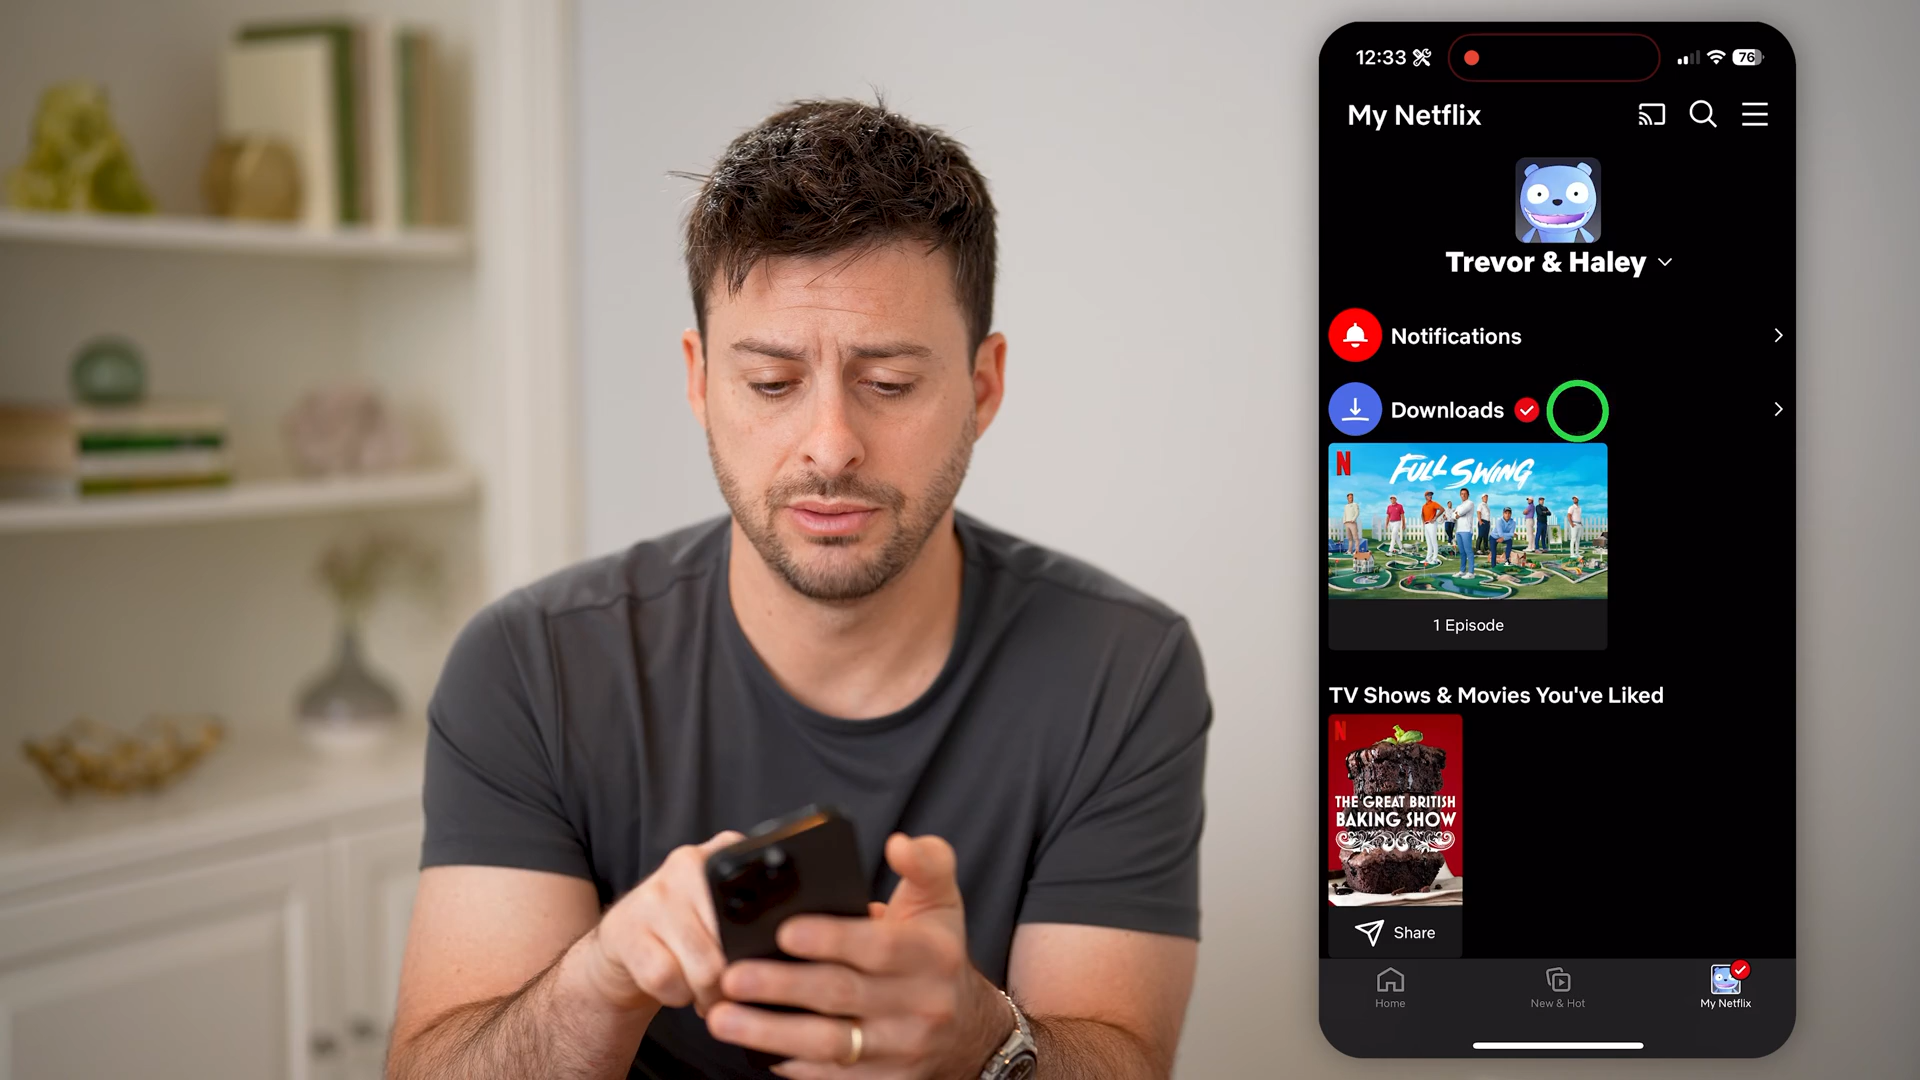 12:33
76
My Netflix
Trevor & Haley
Notifications
Downloads
N
FULL SWING
1 Episode
TV Shows & Movies You've Liked
N
THE GREAT BRITISH
BAKING SHOW
Share
Home
New & Hot
My Netflix